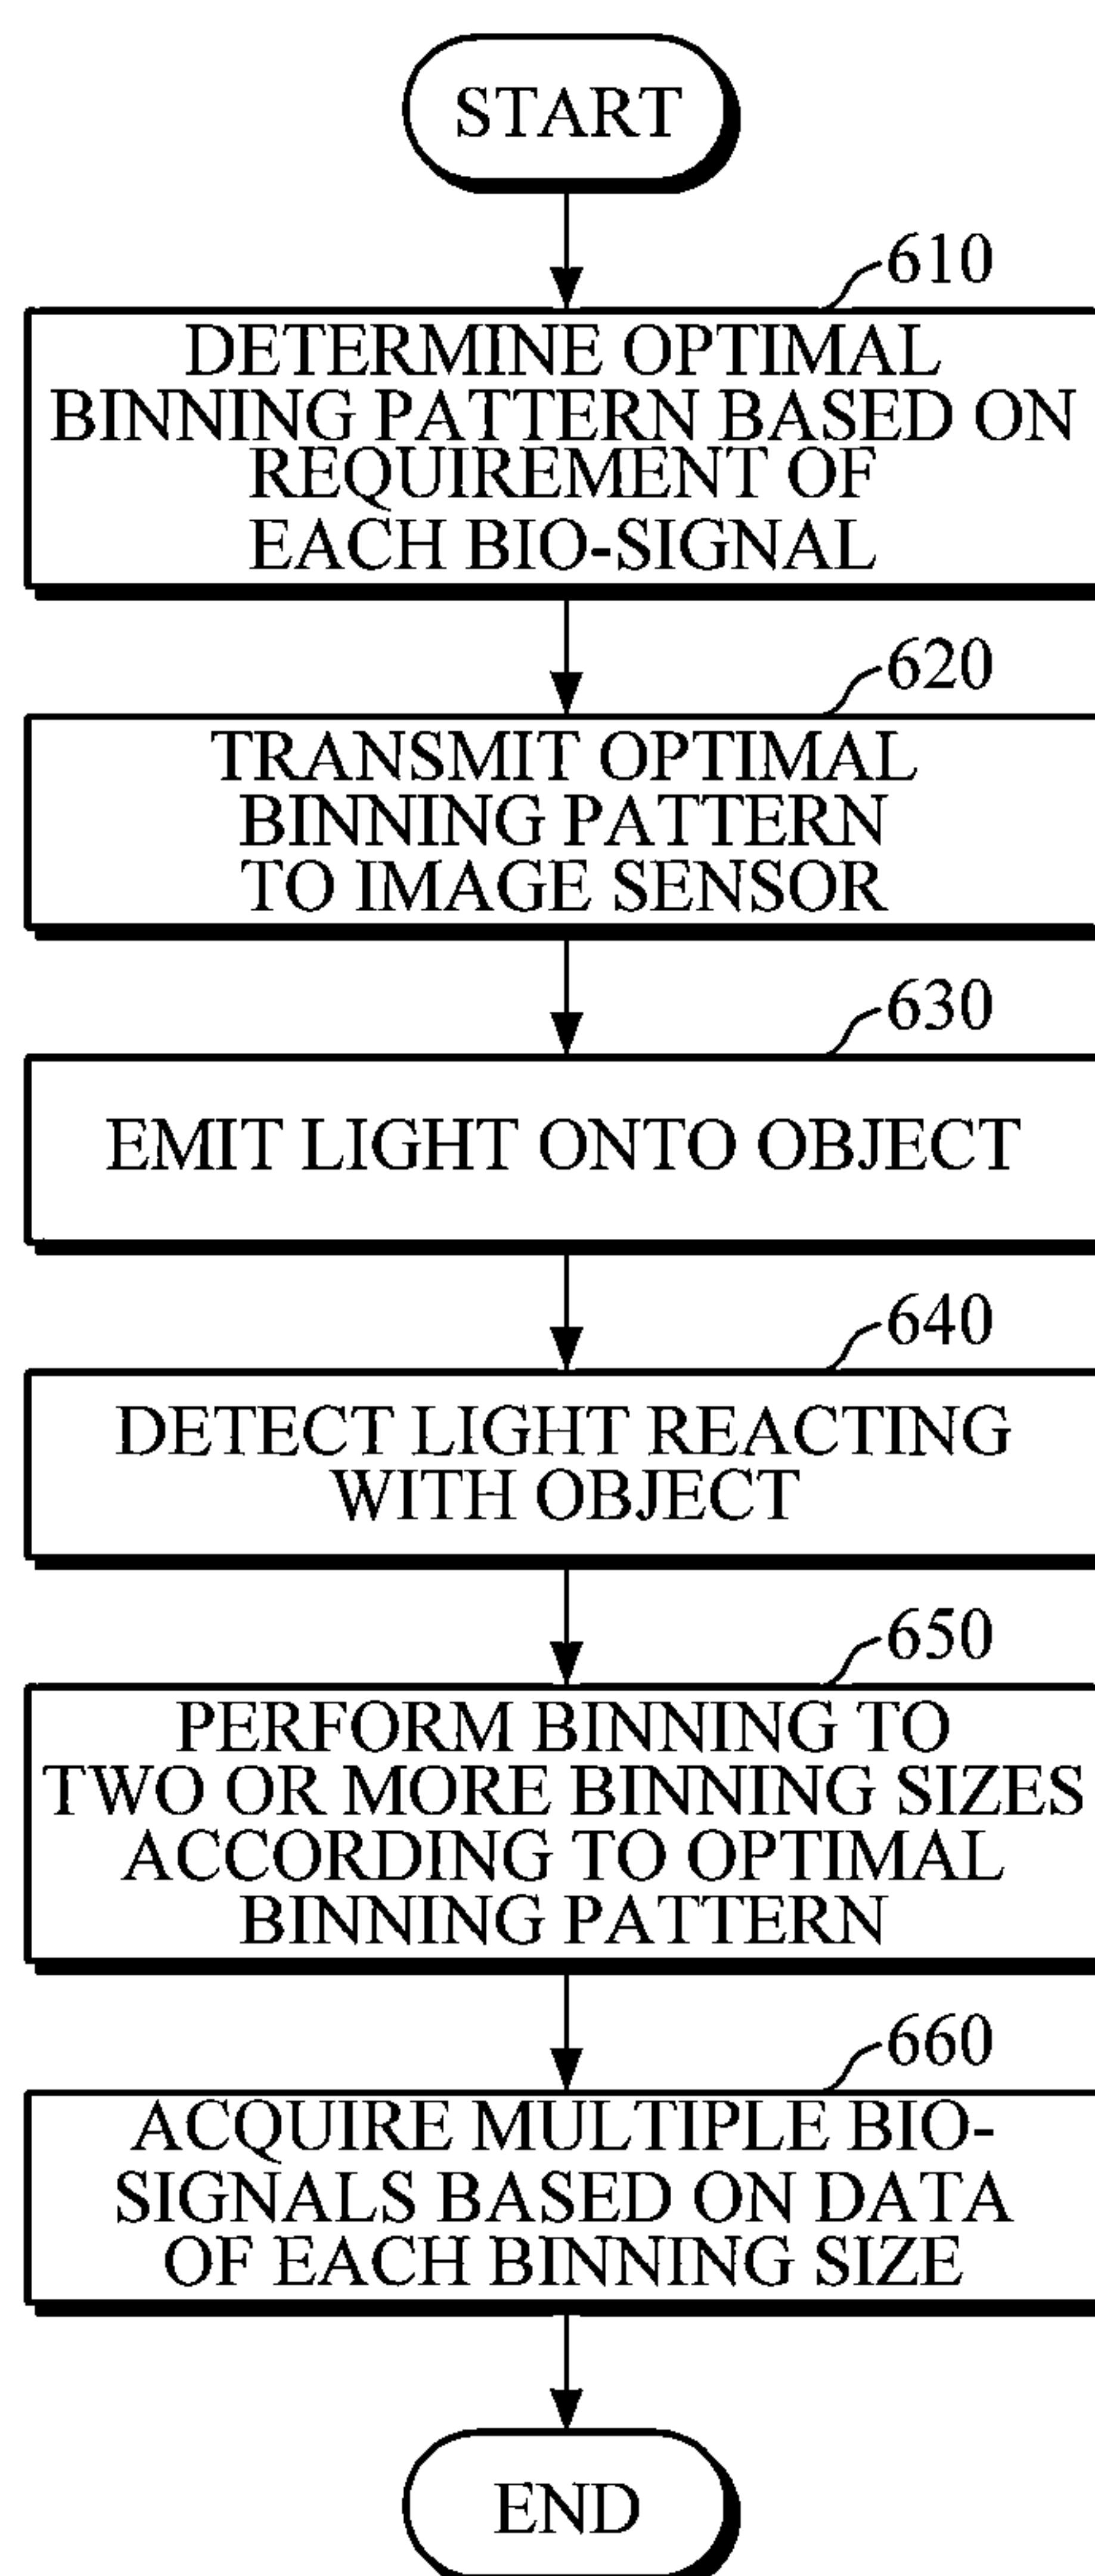 START
610
DETERMINE OPTIMAL
BINNING PATTERN BASED ON
REQUIREMENT OF
EACH BIO-SIGNAL
620
TRANSMIT OPTIMAL
BINNING PATTERN
TO IMAGE SENSOR
630
EMIT LIGHT ONTO OBJECT
640
DETECT LIGHT REACTING
WITH OBJECT
650
PERFORM BINNING TO
TWO OR MORE BINNING SIZES
ACCORDING TO OPTIMAL
BINNING PATTERN
660
ACQUIRE MULTIPLE BIO-
SIGNALS BASED ON DATA
OF EACH BINNING SIZE
END